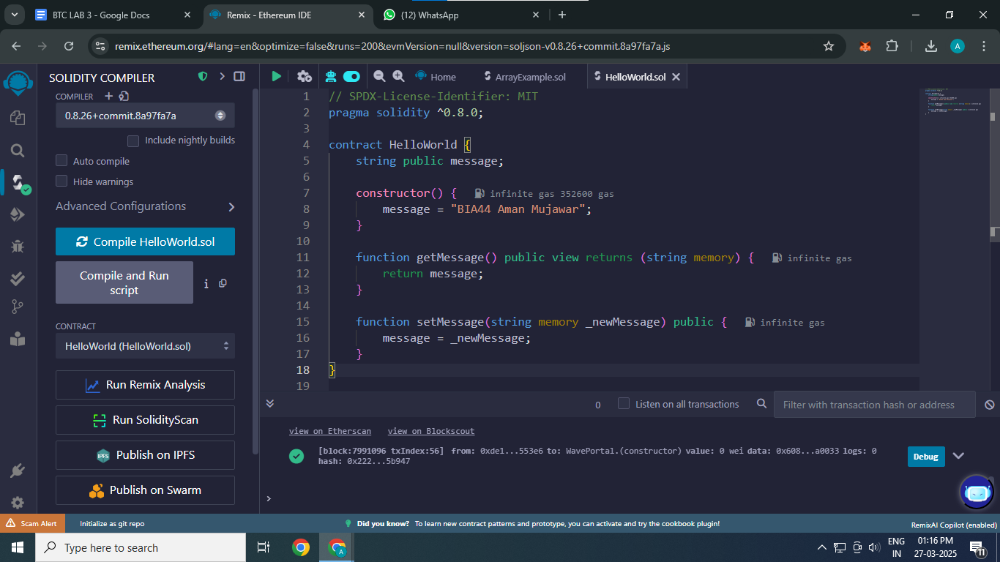 BTC LAB 3 - Google Docs
Remix - Ethereum IDE
(12) WhatsApp
remix.ethereum.org/#lang=en&optimize=false&runs=200&evmVersion=null&version=soljson-v0.8.26+commit.8a97fa7a.js
A
SOLIDITY COMPILER
COMPILER
0.8.26+commit.8a97fa7a
Include nightly builds
Auto compile
Hide warnings
Advanced Configurations
Compile HelloWorld.sol
Compile and Run
script
CONTRACT
HelloWorld (HelloWorld.sol)
Run Remix Analysis
Run SolidityScan
IPFS Publish on IPFS
Publish on Swarm
Home ArrayExample.sol HelloWorld.sol
1 // SPDX-License-Identifier: MIT
2 pragma solidity ^0.8.0;
3
4 contract HelloWorld {
5 string public message;
6
7 constructor() { infinite gas 352600 gas
8 message = "BIA44 Aman Mujawar";
9 }
10
11 function getMessage() public view returns (string memory) { infinite gas
12 return message;
13 }
14
15 function setMessage(string memory _newMessage) public { infinite gas
16 message = _newMessage;
17 }
18 }
19
0 Listen on all transactions Filter with transaction hash or address
view on Etherscan view on Blockscout
[block:7991096 txIndex:56] from: 0xde1...553e6 to: WavePortal.(constructor) value: 0 wei data: 0x608...a0033 logs: 0
hash: 0x222...5b947
Debug
>
Scam Alert Initialize as git repo Did you know? To learn new contract patterns and prototype, you can activate and try the cookbook plugin! RemixAI Copilot (enabled)
Type here to search
A
ENG
IN
01:16 PM
27-03-2025
11